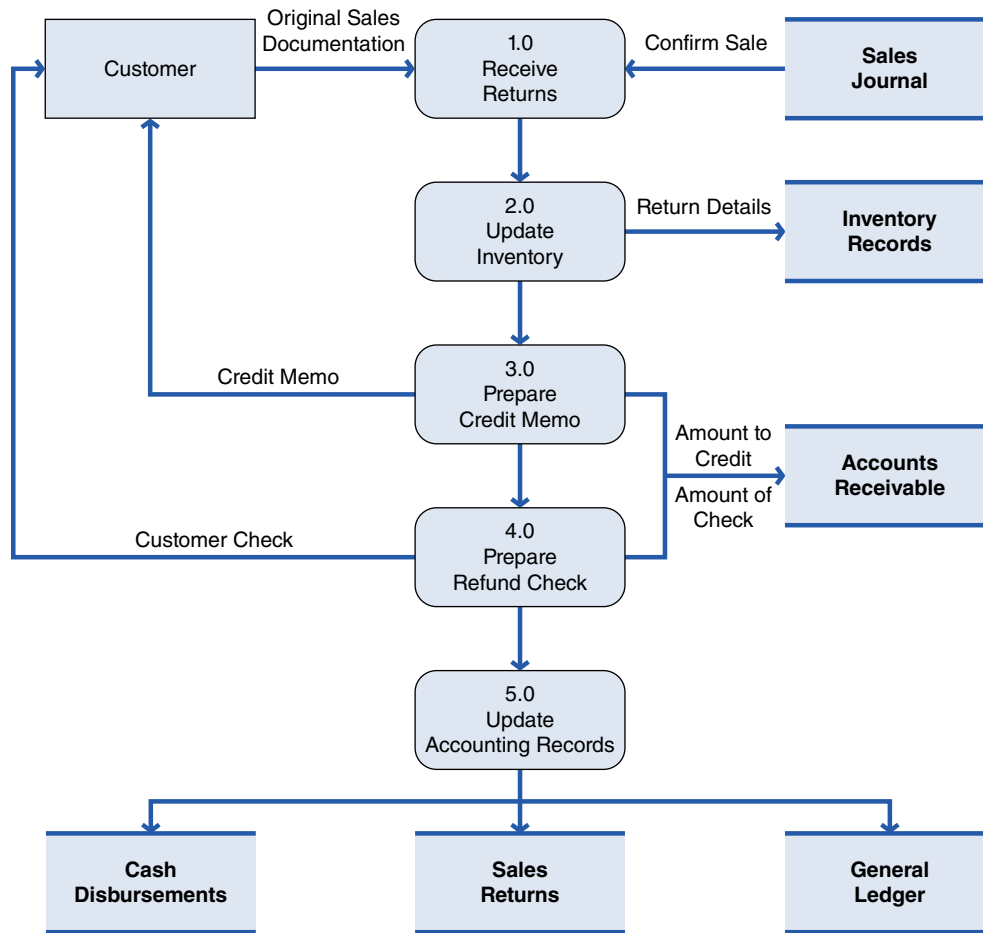 Customer
Original Sales
Documentation
1.0
Receive
Returns
Confirm Sale
Sales
Journal
2.0
Update
Inventory
Return Details
Inventory
Records
Credit Memo
3.0
Prepare
Credit Memo
Amount to
Credit
Amount of
Check
Accounts
Receivable
Customer Check
4.0
Prepare
Refund Check
5.0
Update
Accounting Records
Cash
Disbursements
Sales
Returns
General
Ledger